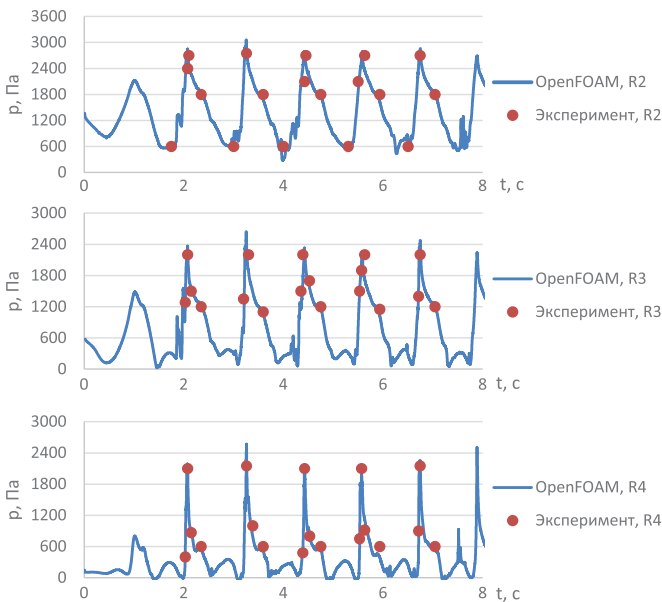 3600
3000
2400
1800
1200
600
0
p, Па
0 2 4 6 8
t, с
OpenFOAM, R2
Эксперимент, R2
3000
2400
1800
1200
600
0
p, Па
0 2 4 6 8
t, с
OpenFOAM, R3
Эксперимент, R3
3000
2400
1800
1200
600
0
p, Па
0 2 4 6 8
t, с
OpenFOAM, R4
Эксперимент, R4